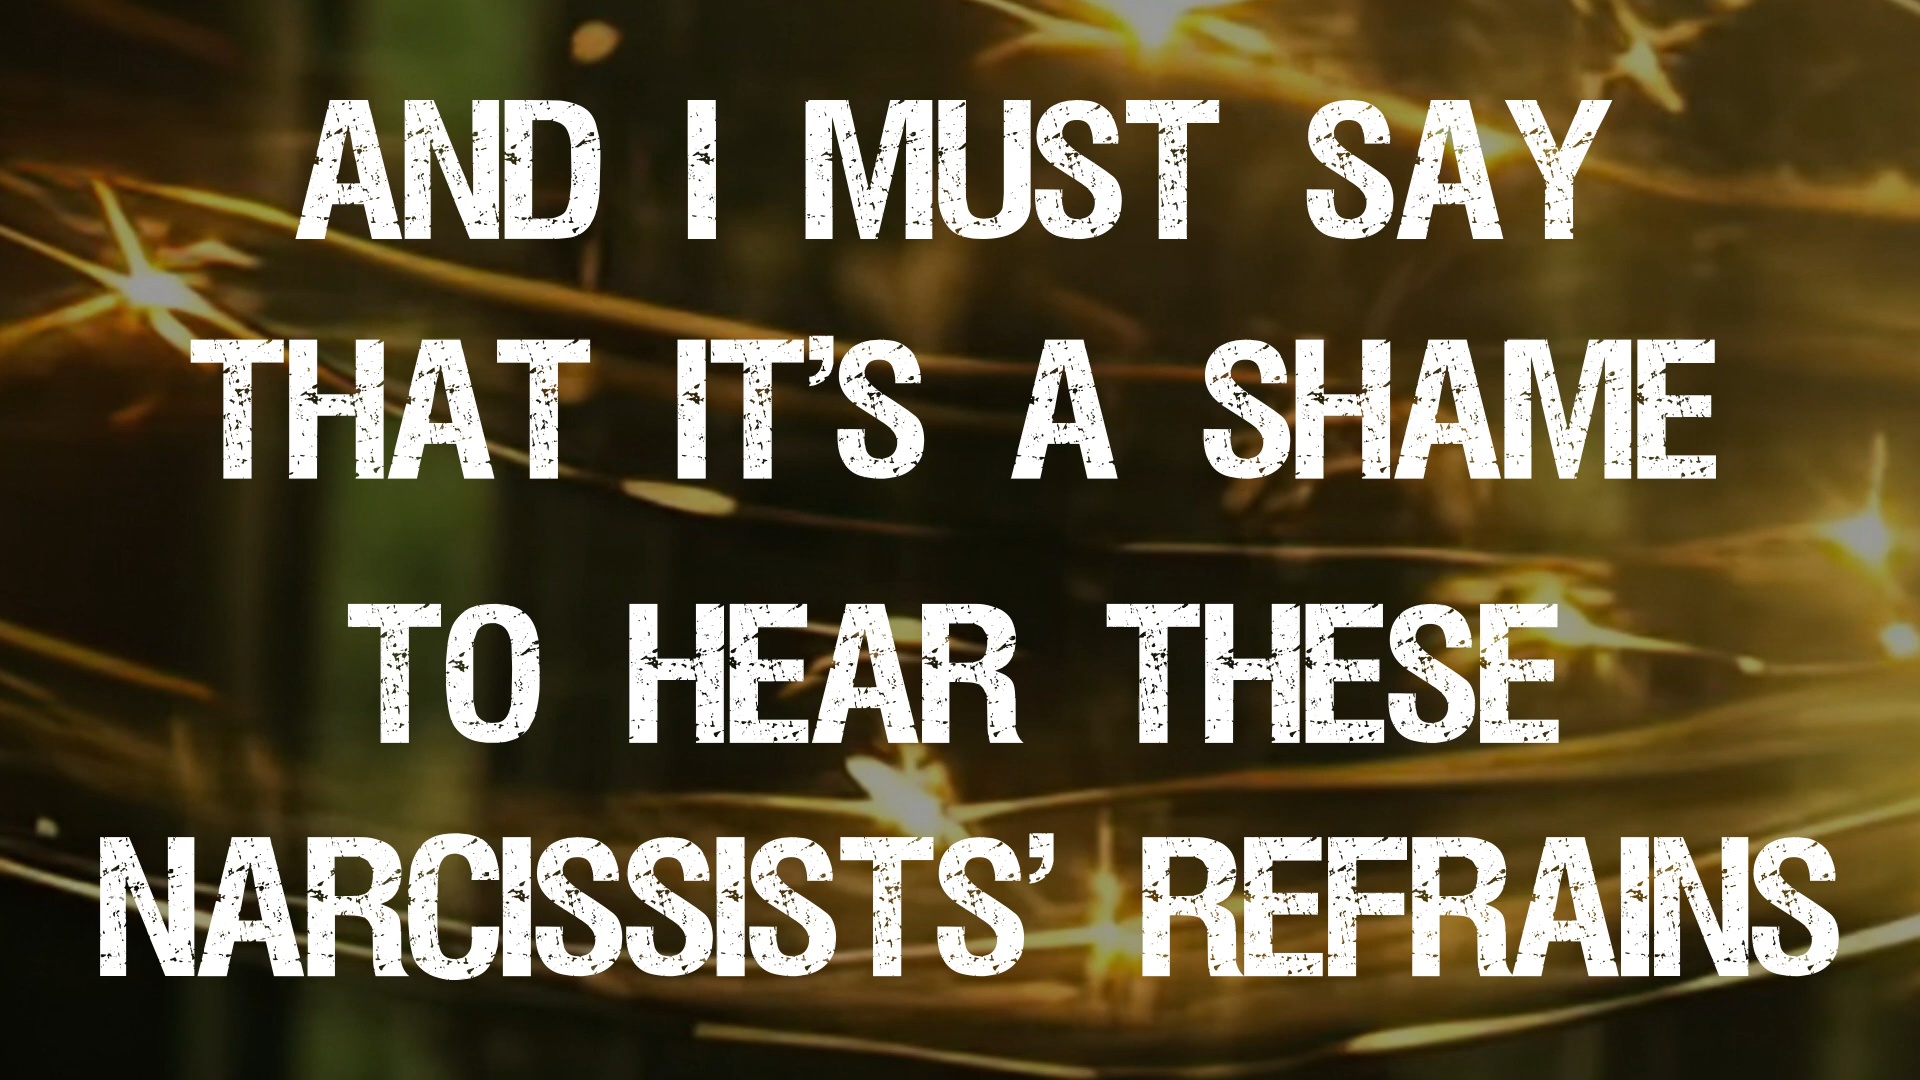 AND I MUST SAY
THAT IT’S A SHAME
TO HEAR THESE
NARCISSISTS’ REFRAINS